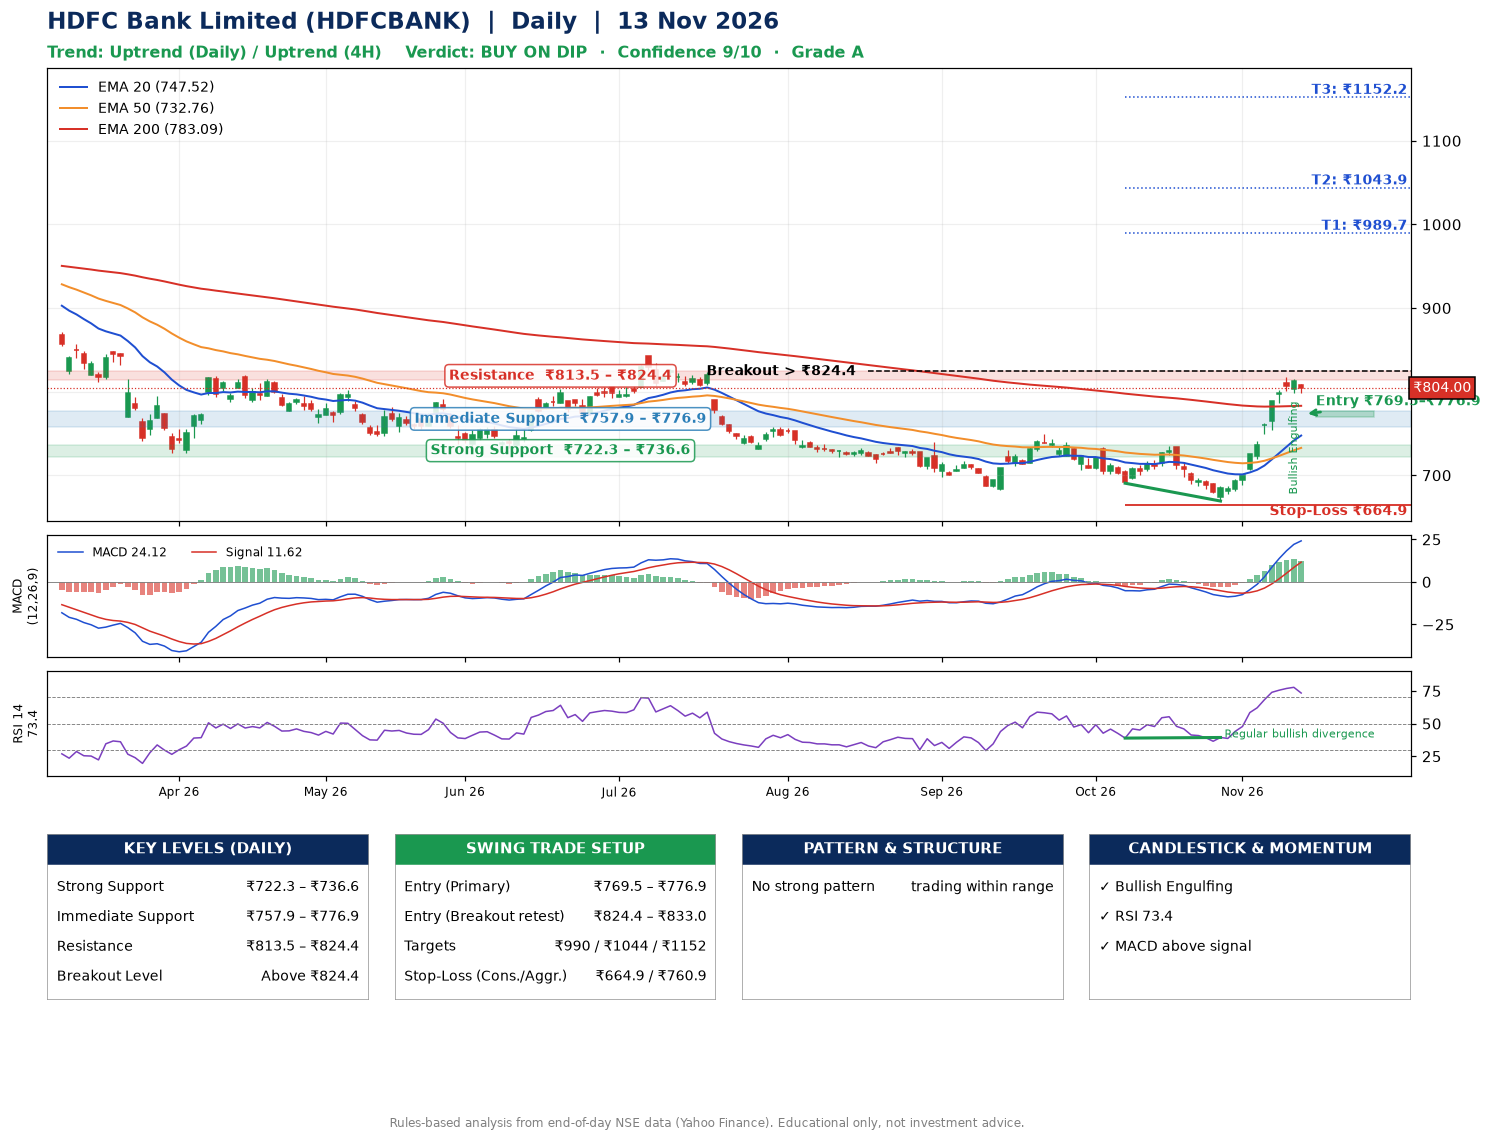 HDFC Bank Limited (HDFCBANK) | Daily | 13 Nov 2026
Trend: Uptrend (Daily) / Uptrend (4H) Verdict: BUY ON DIP · Confidence 9/10 · Grade A
EMA 20 (747.52)
EMA 50 (732.76)
EMA 200 (783.09)
T3: ₹1152.2
T2: ₹1043.9
T1: ₹989.7
1100
1000
900
700
Resistance ₹813.5 – ₹824.4
Breakout > ₹824.4
₹804.00
Entry ₹769.5–₹776.9
Immediate Support ₹757.9 – ₹776.9
Strong Support ₹722.3 – ₹736.6
Bullish Engulfing
Stop-Loss ₹664.9
MACD 24.12
Signal 11.62
MACD
(12,26,9)
25
0
−25
RSI 14
73.4
75
50
25
Regular bullish divergence
Apr 26
May 26
Jun 26
Jul 26
Aug 26
Sep 26
Oct 26
Nov 26
KEY LEVELS (DAILY)
Strong Support ₹722.3 – ₹736.6
Immediate Support ₹757.9 – ₹776.9
Resistance ₹813.5 – ₹824.4
Breakout Level Above ₹824.4
SWING TRADE SETUP
Entry (Primary) ₹769.5 – ₹776.9
Entry (Breakout retest) ₹824.4 – ₹833.0
Targets ₹990 / ₹1044 / ₹1152
Stop-Loss (Cons./Aggr.) ₹664.9 / ₹760.9
PATTERN & STRUCTURE
No strong pattern trading within range
CANDLESTICK & MOMENTUM
✓ Bullish Engulfing
✓ RSI 73.4
✓ MACD above signal
Rules-based analysis from end-of-day NSE data (Yahoo Finance). Educational only, not investment advice.